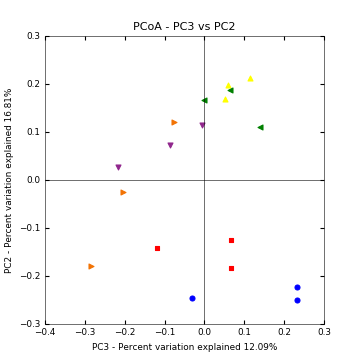 PCoA - PC3 vs PC2
PC2 - Percent variation explained 16.81%
0.3
0.2
0.1
0.0
−0.1
−0.2
−0.3
−0.4 −0.3 −0.2 −0.1 0.0 0.1 0.2 0.3
PC3 - Percent variation explained 12.09%